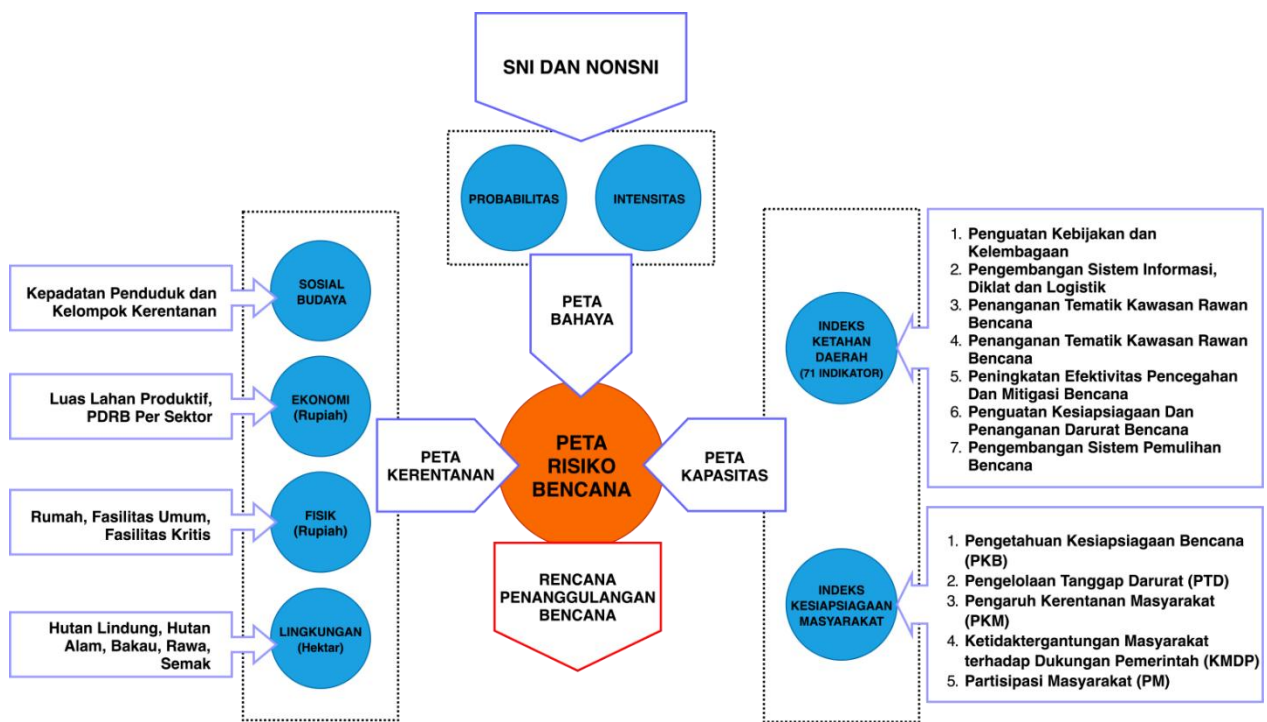 SNI DAN NONSNI
PROBABILITAS
INTENSITAS
PETA
BAHAYA
Kepadatan Penduduk dan
Kelompok Kerentanan
SOSIAL
BUDAYA
Luas Lahan Produktif,
PDRB Per Sektor
EKONOMI
(Rupiah)
Rumah, Fasilitas Umum,
Fasilitas Kritis
FISIK
(Rupiah)
Hutan Lindung, Hutan
Alam, Bakau, Rawa,
Semak
LINGKUNGAN
(Hektar)
PETA
KERENTANAN
PETA
RISIKO
BENCANA
PETA
KAPASITAS
RENCANA
PENANGGULANGAN
BENCANA
INDEKS
KETAHAN
DAERAH
(71 INDIKATOR)
1. Penguatan Kebijakan dan
Kelembagaan
2. Pengembangan Sistem Informasi,
Diklat dan Logistik
3. Penanganan Tematik Kawasan Rawan
Bencana
4. Penanganan Tematik Kawasan Rawan
Bencana
5. Peningkatan Efektivitas Pencegahan
Dan Mitigasi Bencana
6. Penguatan Kesiapsiagaan Dan
Penanganan Darurat Bencana
7. Pengembangan Sistem Pemulihan
Bencana
INDEKS
KESIAPSIAGAAN
MASYARAKAT
1. Pengetahuan Kesiapsiagaan Bencana
(PKB)
2. Pengelolaan Tanggap Darurat (PTD)
3. Pengaruh Kerentanan Masyarakat
(PKM)
4. Ketidaktergantungan Masyarakat
terhadap Dukungan Pemerintah (KMDP)
5. Partisipasi Masyarakat (PM)